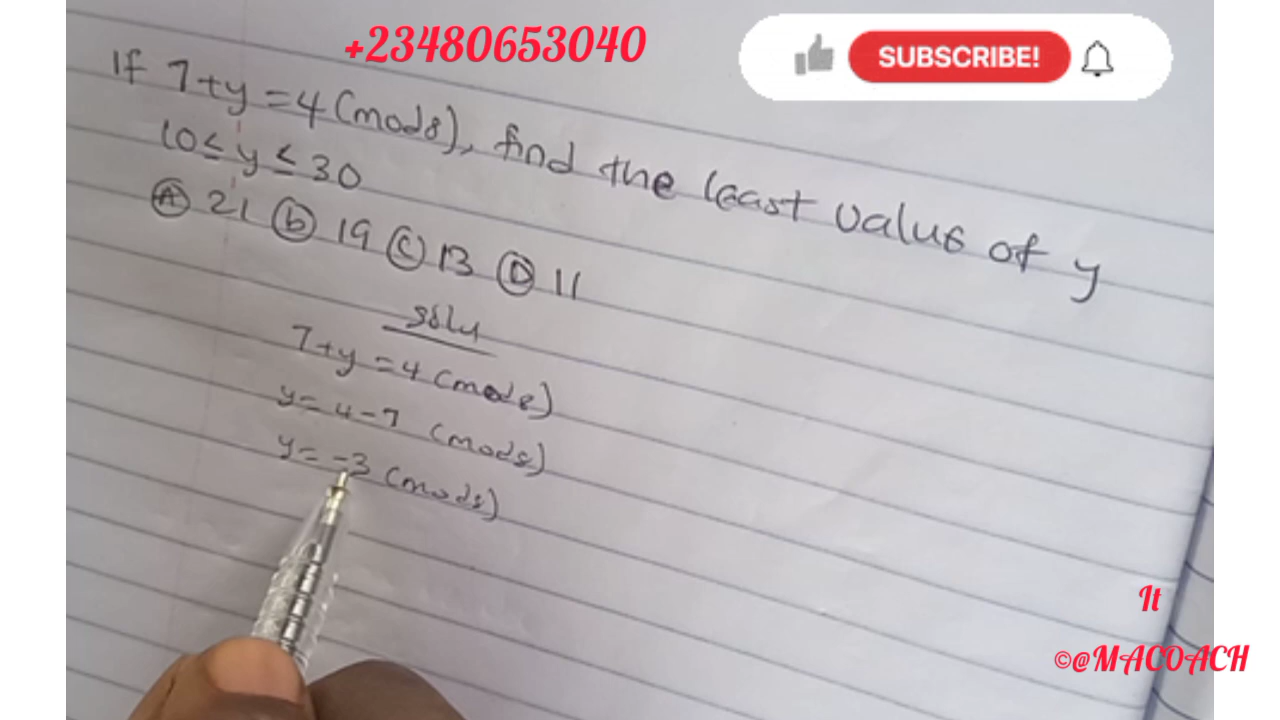 +23480653040
SUBSCRIBE!
If 7+y = 4 (mod8), find the least value of y
10 ≤ y ≤ 30
(A) 21 (b) 19 (C) 13 (D) 11
solu
7+y = 4 (mod8)
y = 4-7 (mod8)
y = -3 (mod8)
It
©@MACOACH